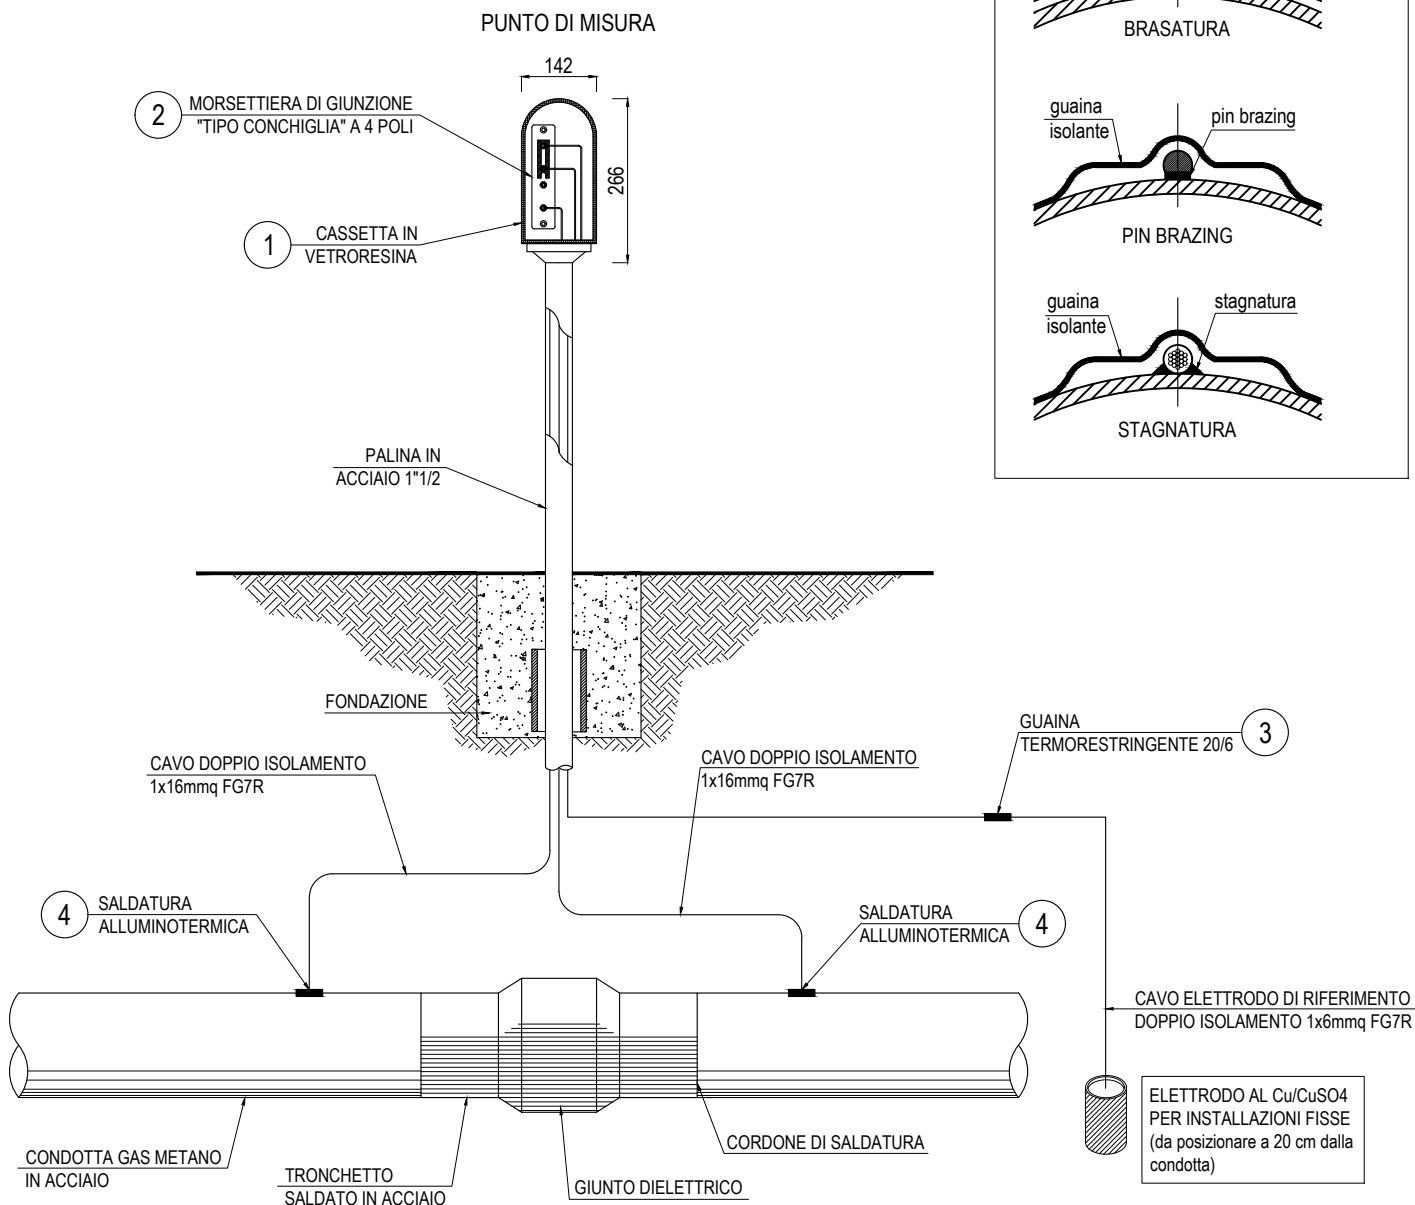 PUNTO DI MISURA
BRASATURA
142
2
MORSETTIERA DI GIUNZIONE
"TIPO CONCHIGLIA" A 4 POLI
266
1
CASSETTA IN
VETRORESINA
guaina
isolante
pin brazing
PIN BRAZING
guaina
isolante
stagnatura
STAGNATURA
PALINA IN
ACCIAIO 1"1/2
FONDAZIONE
GUAINA
TERMORESTRINGENTE 20/6
3
CAVO DOPPIO ISOLAMENTO
1x16mmq FG7R
CAVO DOPPIO ISOLAMENTO
1x16mmq FG7R
4
SALDATURA
ALLUMINOTERMICA
SALDATURA
ALLUMINOTERMICA
4
CAVO ELETTRODO DI RIFERIMENTO
DOPPIO ISOLAMENTO 1x6mmq FG7R
ELETTRODO AL Cu/CuSO4
PER INSTALLAZIONI FISSE
(da posizionare a 20 cm dalla
condotta)
CORDONE DI SALDATURA
CONDOTTA GAS METANO
IN ACCIAIO
TRONCHETTO
SALDATO IN ACCIAIO
GIUNTO DIELETTRICO